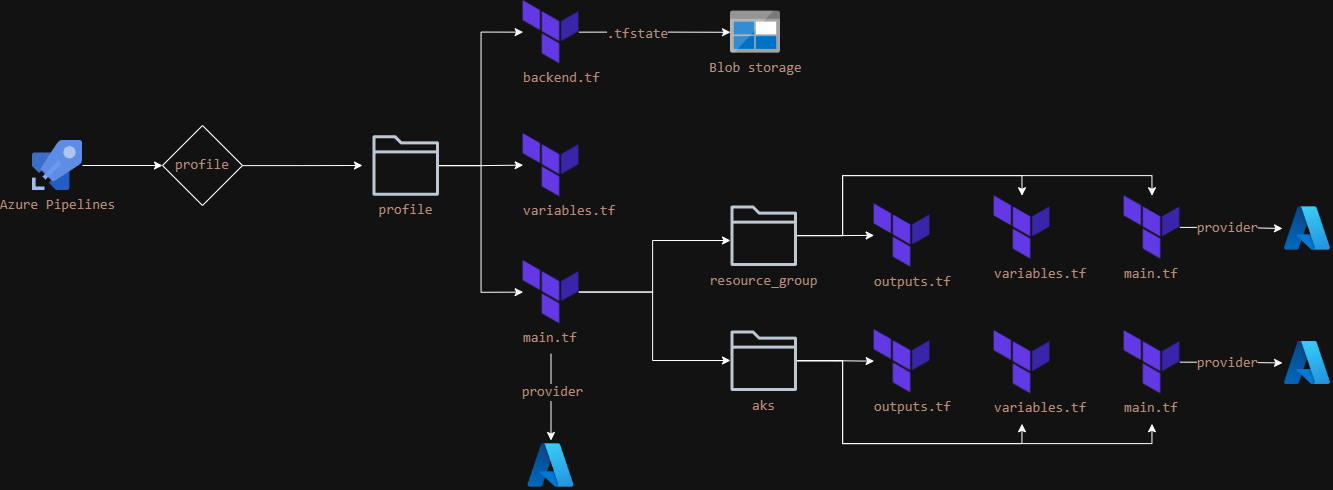 backend.tf
.tfstate
Blob storage
Azure Pipelines
profile
profile
variables.tf
main.tf
provider
resource_group
outputs.tf
variables.tf
main.tf
provider
aks
outputs.tf
variables.tf
main.tf
provider